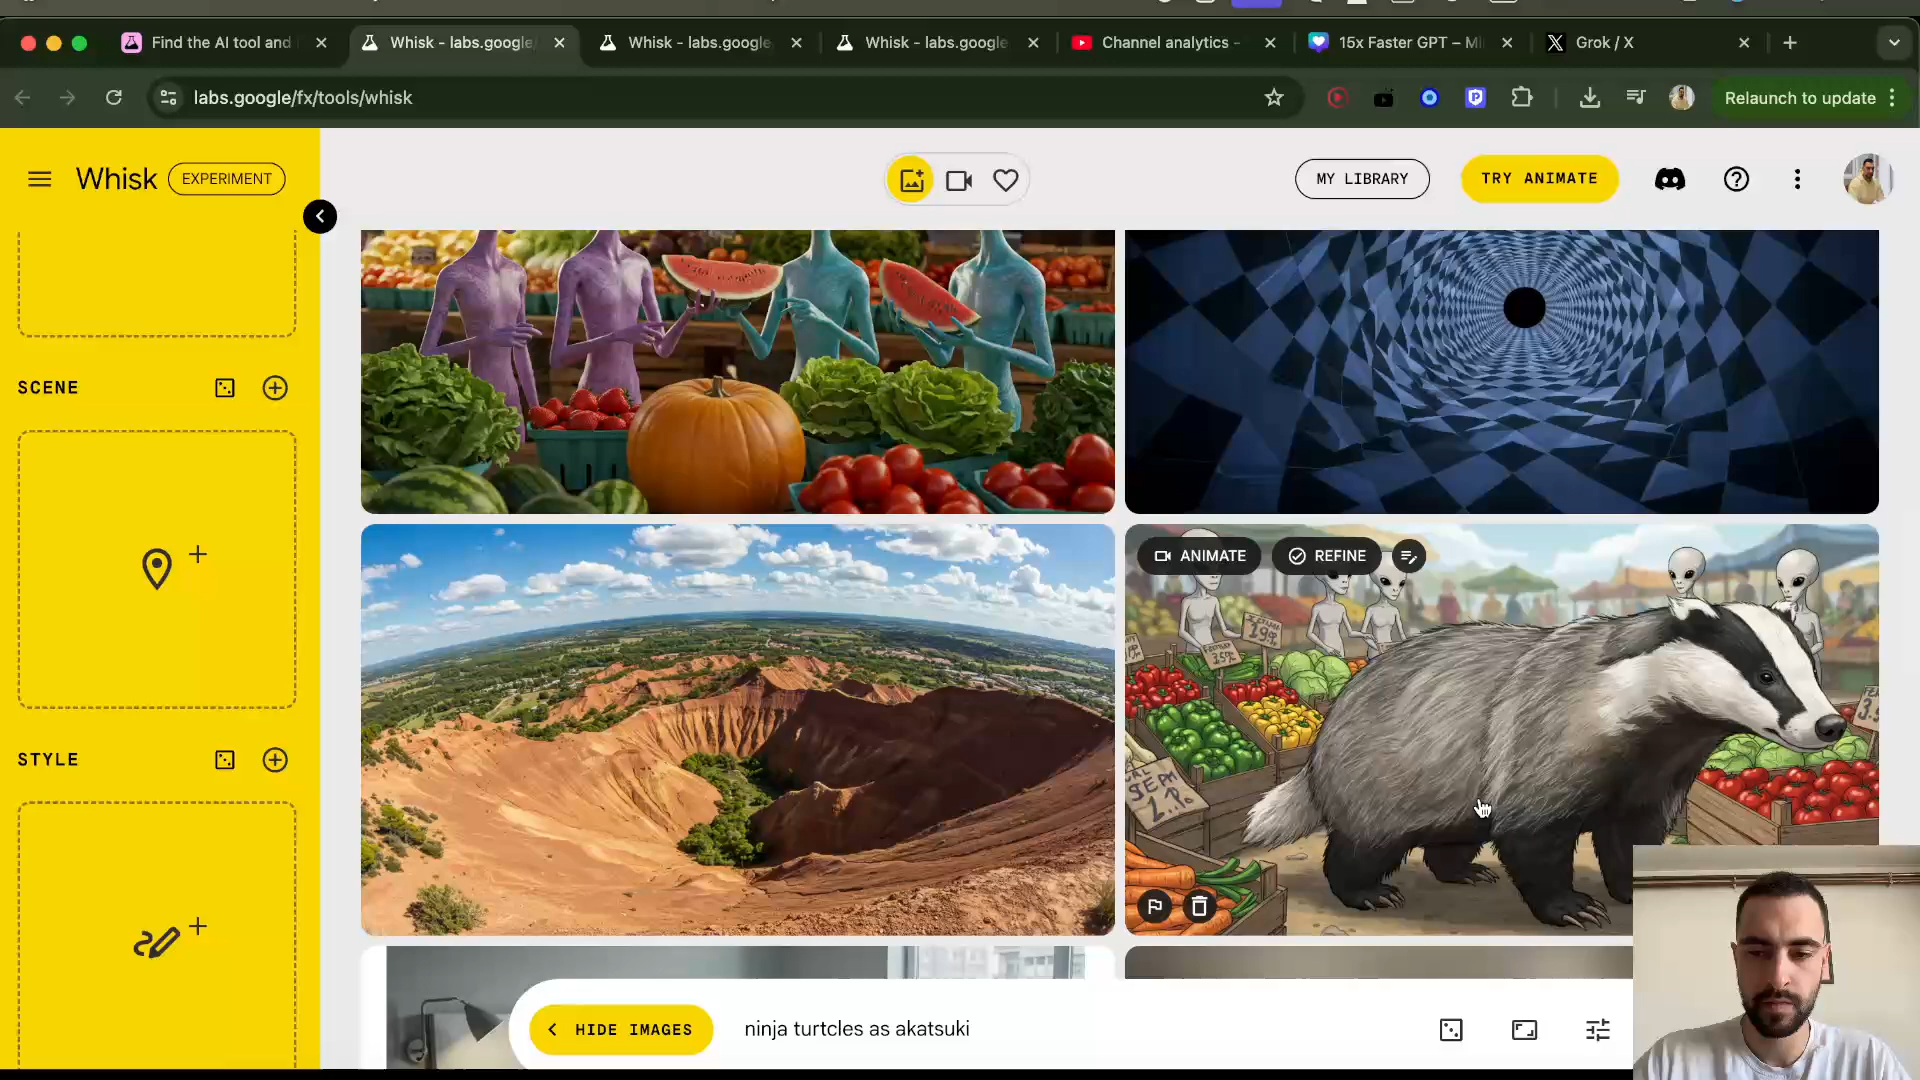 Find the AI tool and
Whisk - labs.google/
Whisk - labs.google
Whisk - labs.google
Channel analytics -
15x Faster GPT – Mi
Grok / X
labs.google/fx/tools/whisk
Relaunch to update
Whisk
EXPERIMENT
MY LIBRARY
TRY ANIMATE
SCENE
STYLE
ANIMATE
REFINE
HIDE IMAGES
ninja turtcles as akatsuki